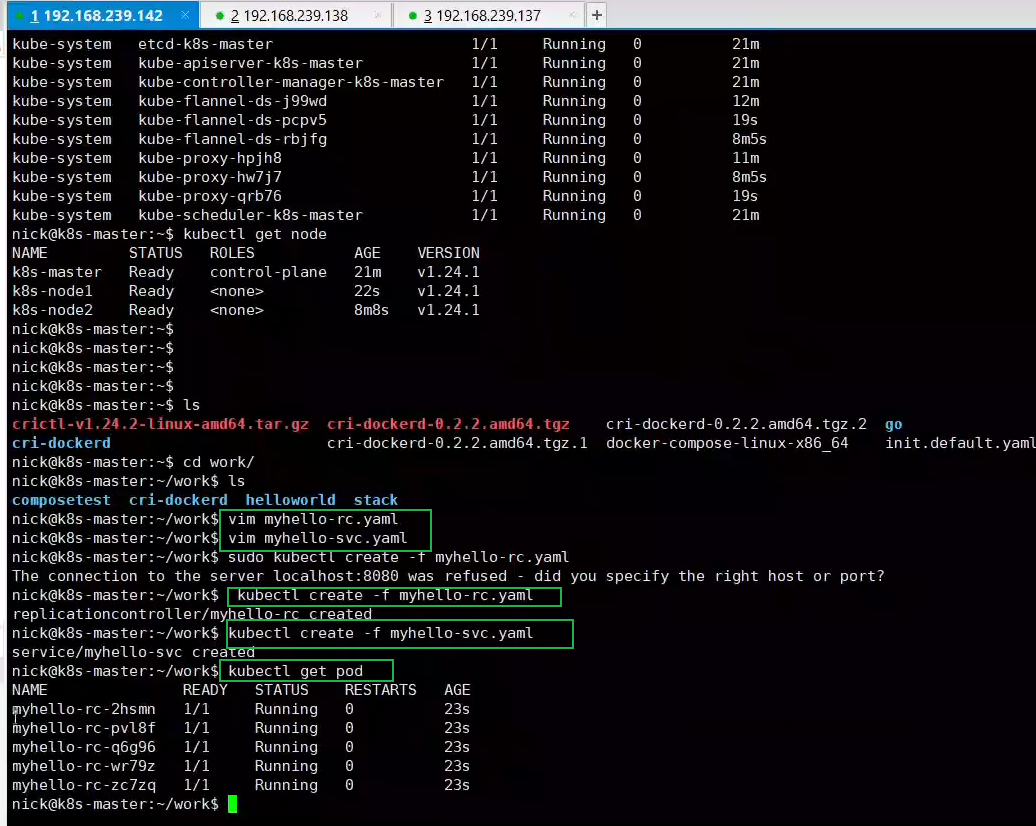 1 192.168.239.142 × 2 192.168.239.138 × 3 192.168.239.137 × +
kube-system etcd-k8s-master 1/1 Running 0 21m
kube-system kube-apiserver-k8s-master 1/1 Running 0 21m
kube-system kube-controller-manager-k8s-master 1/1 Running 0 21m
kube-system kube-flannel-ds-j99wd 1/1 Running 0 12m
kube-system kube-flannel-ds-pcpv5 1/1 Running 0 19s
kube-system kube-flannel-ds-rbjfg 1/1 Running 0 8m5s
kube-system kube-proxy-hpjh8 1/1 Running 0 11m
kube-system kube-proxy-hw7j7 1/1 Running 0 8m5s
kube-system kube-proxy-qrb76 1/1 Running 0 19s
kube-system kube-scheduler-k8s-master 1/1 Running 0 21m
nick@k8s-master:~$ kubectl get node
NAME STATUS ROLES AGE VERSION
k8s-master Ready control-plane 21m v1.24.1
k8s-node1 Ready <none> 22s v1.24.1
k8s-node2 Ready <none> 8m8s v1.24.1
nick@k8s-master:~$
nick@k8s-master:~$
nick@k8s-master:~$
nick@k8s-master:~$
nick@k8s-master:~$ ls
crictl-v1.24.2-linux-amd64.tar.gz cri-dockerd-0.2.2.amd64.tgz cri-dockerd-0.2.2.amd64.tgz.2 go
cri-dockerd cri-dockerd-0.2.2.amd64.tgz.1 docker-compose-linux-x86_64 init.default.yaml
nick@k8s-master:~$ cd work/
nick@k8s-master:~/work$ ls
composetest cri-dockerd helloworld stack
nick@k8s-master:~/work$ vim myhello-rc.yaml
nick@k8s-master:~/work$ vim myhello-svc.yaml
nick@k8s-master:~/work$ sudo kubectl create -f myhello-rc.yaml
The connection to the server localhost:8080 was refused - did you specify the right host or port?
nick@k8s-master:~/work$ kubectl create -f myhello-rc.yaml
replicationcontroller/myhello-rc created
nick@k8s-master:~/work$ kubectl create -f myhello-svc.yaml
service/myhello-svc created
nick@k8s-master:~/work$ kubectl get pod
NAME READY STATUS RESTARTS AGE
myhello-rc-2hsmn 1/1 Running 0 23s
myhello-rc-pvl8f 1/1 Running 0 23s
myhello-rc-q6g96 1/1 Running 0 23s
myhello-rc-wr79z 1/1 Running 0 23s
myhello-rc-zc7zq 1/1 Running 0 23s
nick@k8s-master:~/work$